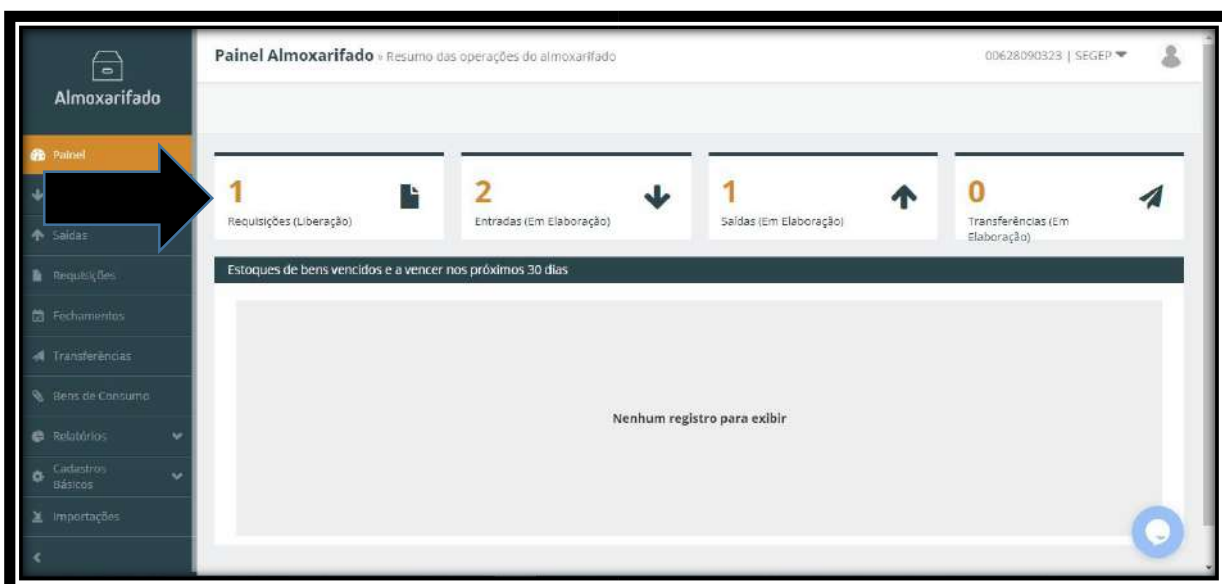 Almoxarifado
Painel Almoxarifado » Resumo das operações do almoxarifado
00628090323 | SEGEP
Painel
Saídas
Requisições
Fechamentos
Transferências
Bens de Consumo
Relatórios
Cadastros
Básicos
Importações
1
Requisições (Liberação)
2
Entradas (Em Elaboração)
1
Saídas (Em Elaboração)
0
Transferências (Em
Elaboração)
Estoques de bens vencidos e a vencer nos próximos 30 dias
Nenhum registro para exibir